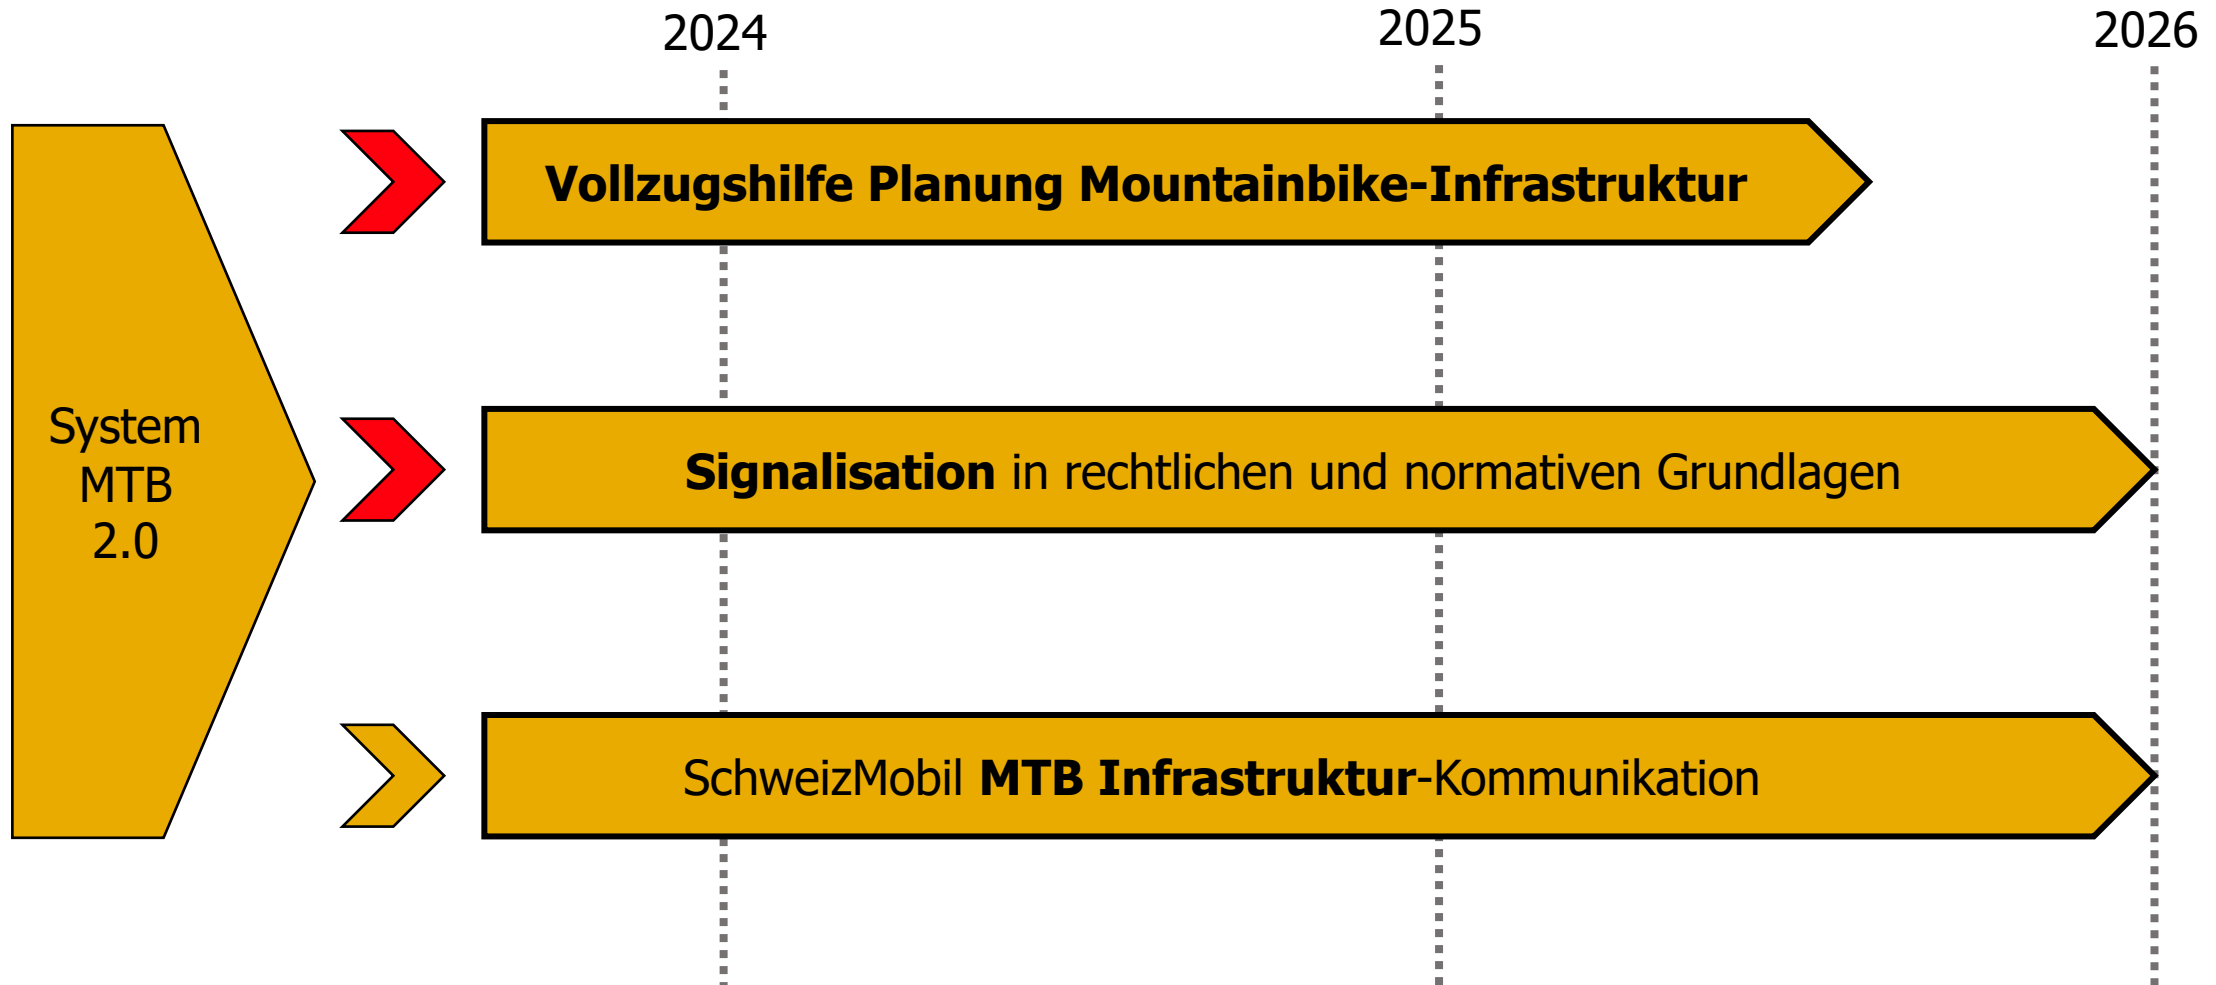 2024
2025
2026
Vollzugshilfe Planung Mountainbike-Infrastruktur
System
MTB
2.0
Signalisation in rechtlichen und normativen Grundlagen
SchweizMobil MTB Infrastruktur-Kommunikation